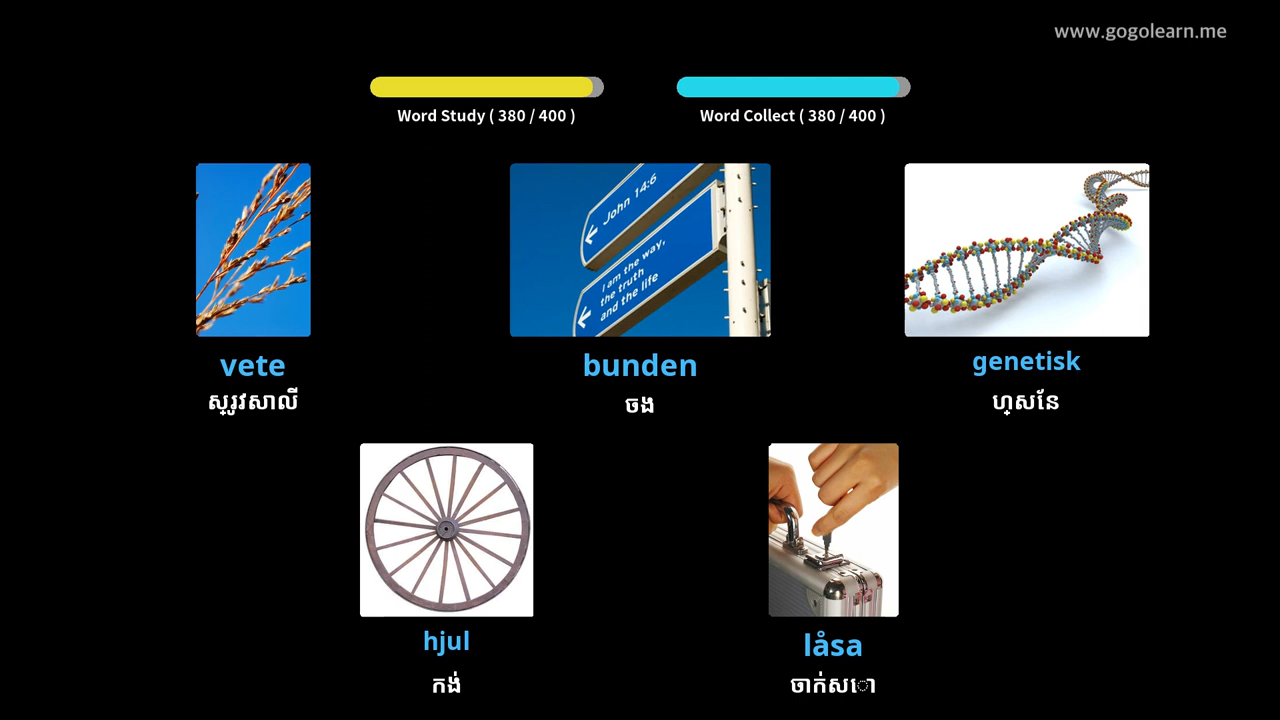 www.gogolearn.me
Word Study ( 380 / 400 )
Word Collect ( 380 / 400 )
John 14:6
I am the way,
the truth
and the life
vete
bunden
genetisk
ស្រូវសាលី
ចង
ហ្សែន
hjul
låsa
កង់
ចាក់សោ